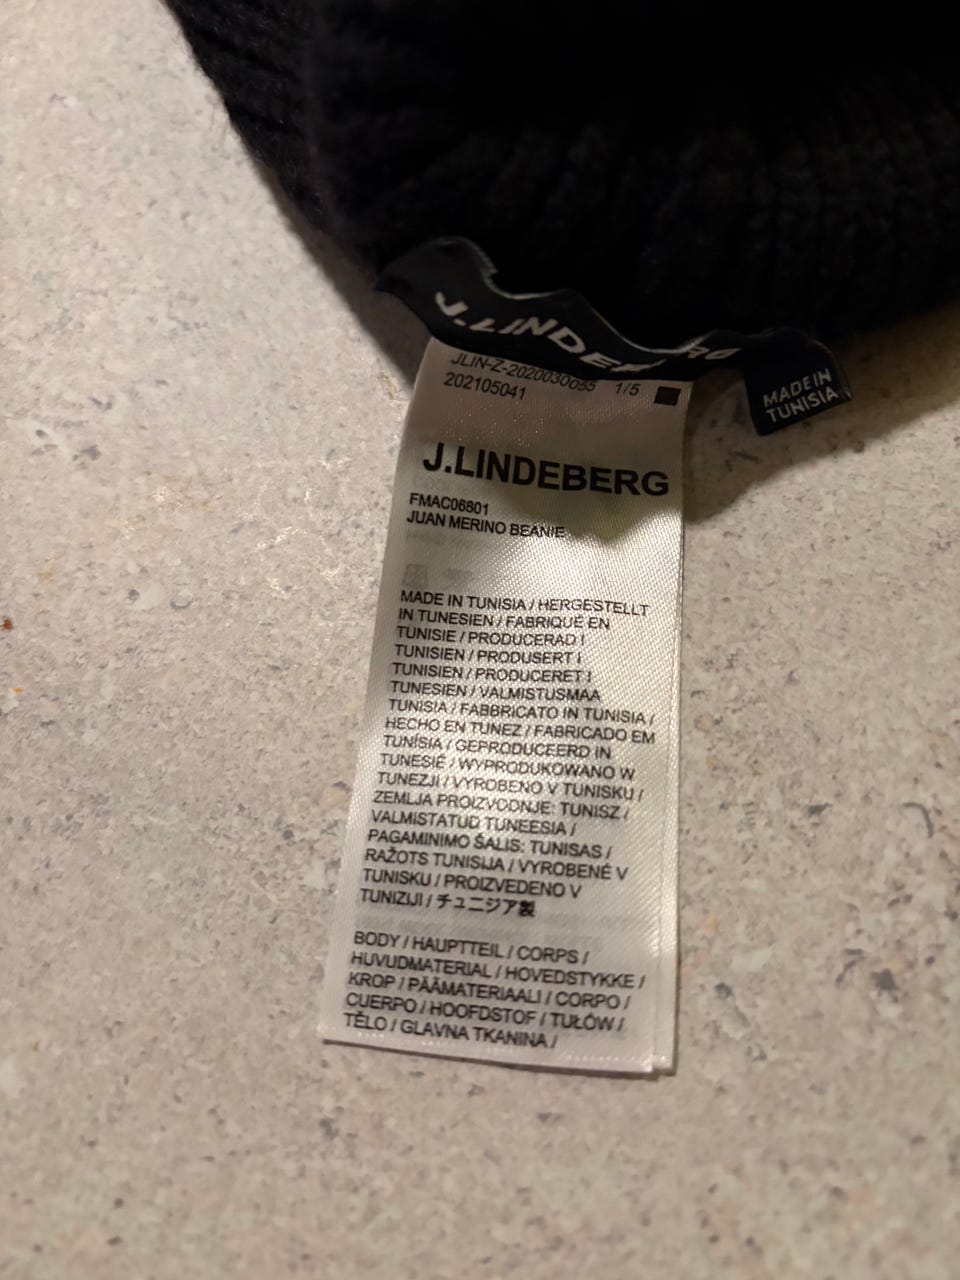 J.LINDEBERG
MADE IN
TUNISIA
JLIN-Z-2020030055 1/5
202105041
J.LINDEBERG
FMAC06801
JUAN MERINO BEANIE
MADE IN TUNISIA / HERGESTELLT
IN TUNESIEN / FABRIQUÉ EN
TUNISIE / PRODUCERAD I
TUNISIEN / PRODUSERT I
TUNISIEN / PRODUCERET I
TUNESIEN / VALMISTUSMAA
TUNISIA / FABBRICATO IN TUNISIA /
HECHO EN TUNEZ / FABRICADO EM
TUNÍSIA / GEPRODUCEERD IN
TUNESIË / WYPRODUKOWANO W
TUNEZJI / VYROBENO V TUNISKU /
ZEMLJA PROIZVODNJE: TUNISZ /
VALMISTATUD TUNEESIA /
PAGAMINIMO ŠALIS: TUNISAS /
RAŽOTS TUNISIJA / VYROBENÉ V
TUNISKU / PROIZVEDENO V
TUNIZIJI / チュニジア製
BODY / HAUPTTEIL / CORPS /
HUVUDMATERIAL / HOVEDSTYKKE /
KROP / PÄÄMATERIAALI / CORPO /
CUERPO / HOOFDSTOF / TUŁÓW /
TĚLO / GLAVNA TKANINA /